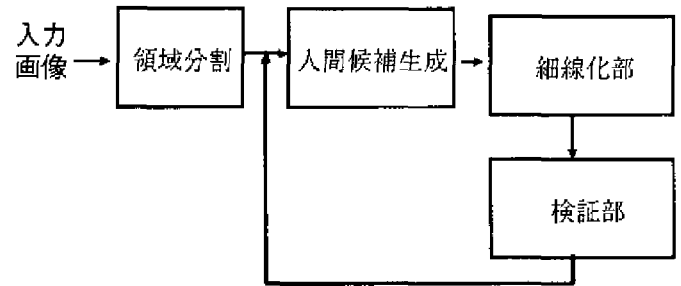 入力
画像
領域分割
人間候補生成
細線化部
検証部